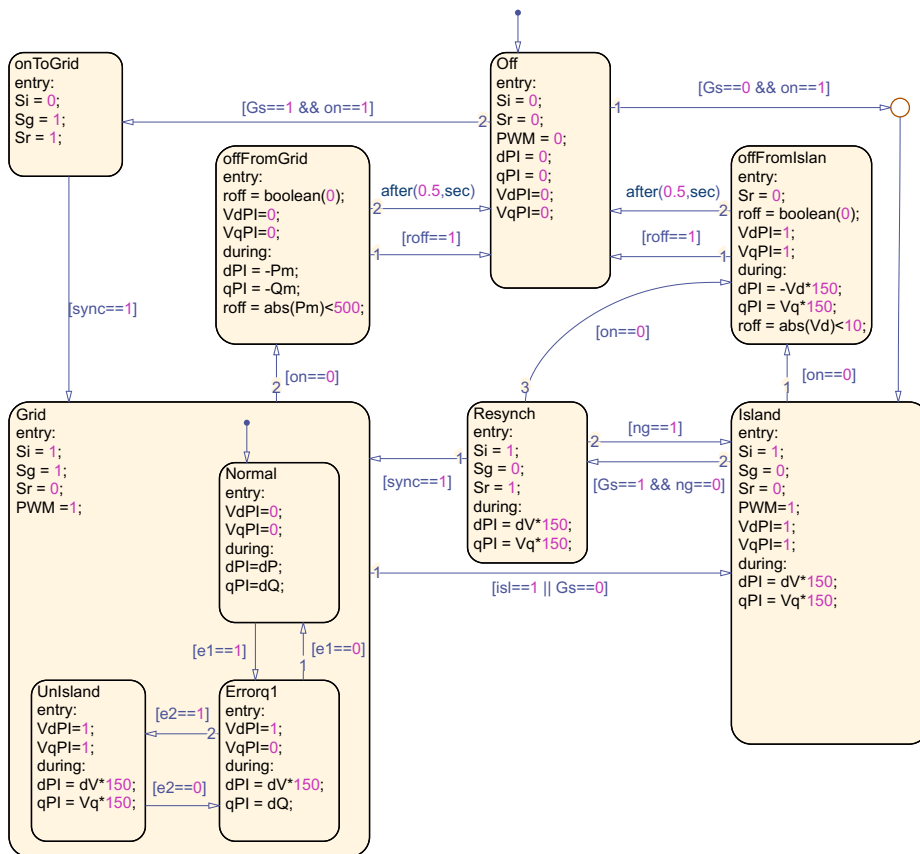 onToGrid
entry:
Si = 0;
Sg = 1;
Sr = 1;
[Gs==1 && on==1]
2
Off
entry:
Si = 0;
Sr = 0;
PWM = 0;
dPI = 0;
qPI = 0;
VdPI=0;
VqPI=0;
1
[Gs==0 && on==1]
offFromGrid
entry:
roff = boolean(0);
VdPI=0;
VqPI=0;
during:
dPI = -Pm;
qPI = -Qm;
roff = abs(Pm)<500;
after(0.5,sec)
2
[roff==1]
1
after(0.5,sec)
2
[roff==1]
1
offFromIslan
entry:
Sr = 0;
roff = boolean(0);
VdPI=1;
VqPI=1;
during:
dPI = -Vd*150;
qPI = Vq*150;
roff = abs(Vd)<10;
[sync==1]
[on==0]
2
[on==0]
3
[on==0]
1
Grid
entry:
Si = 1;
Sg = 1;
Sr = 0;
PWM =1;
Normal
entry:
VdPI=0;
VqPI=0;
during:
dPI=dP;
qPI=dQ;
[e1==1]
[e1==0]
1
UnIsland
entry:
VdPI=1;
VqPI=1;
during:
dPI = dV*150;
qPI = Vq*150;
[e2==1]
2
[e2==0]
Errorq1
entry:
VdPI=1;
VqPI=0;
during:
dPI = dV*150;
qPI = dQ;
Resynch
entry:
Si = 1;
Sg = 0;
Sr = 1;
during:
dPI = dV*150;
qPI = Vq*150;
1
[sync==1]
2
[ng==1]
2
[Gs==1 && ng==0]
1
[isl==1 || Gs==0]
Island
entry:
Si = 1;
Sg = 0;
Sr = 0;
PWM=1;
VdPI=1;
VqPI=1;
during:
dPI = dV*150;
qPI = Vq*150;